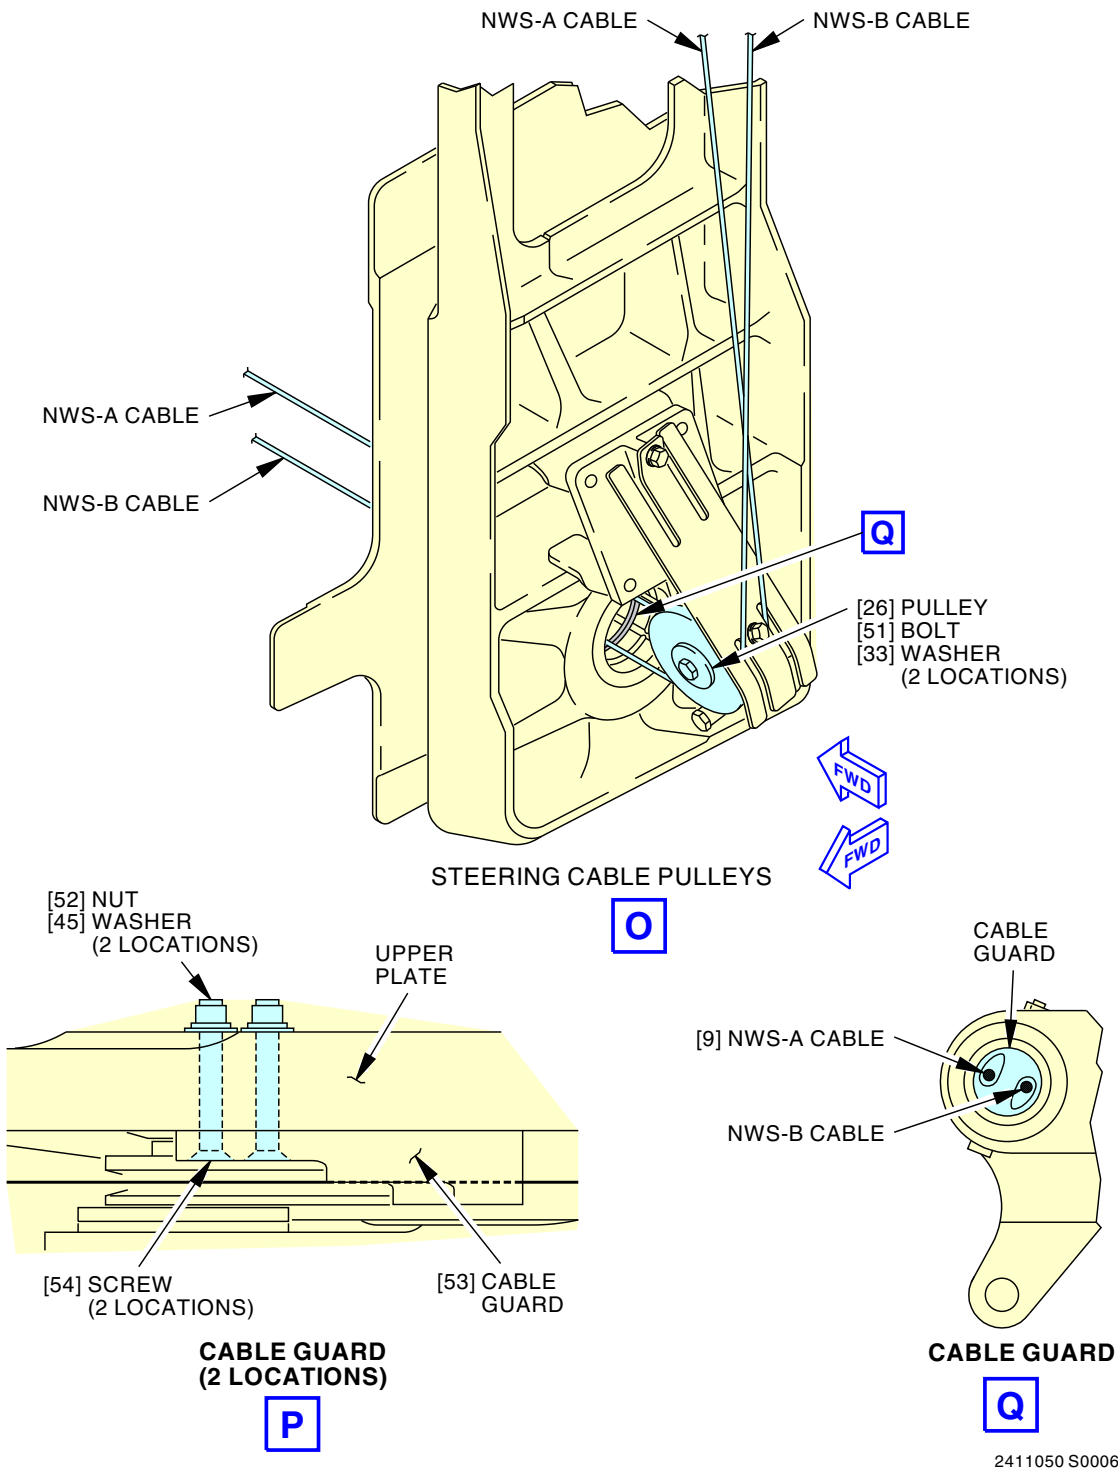 NWS-A CABLE
NWS-B CABLE
NWS-A CABLE
NWS-B CABLE
Q
[26] PULLEY
[51] BOLT
[33] WASHER
(2 LOCATIONS)
FWD
FWD
STEERING CABLE PULLEYS
O
[52] NUT
[45] WASHER
(2 LOCATIONS)
UPPER
PLATE
[54] SCREW
(2 LOCATIONS)
[53] CABLE
GUARD
CABLE GUARD
(2 LOCATIONS)
P
CABLE
GUARD
[9] NWS-A CABLE
NWS-B CABLE
CABLE GUARD
Q
2411050 S0006